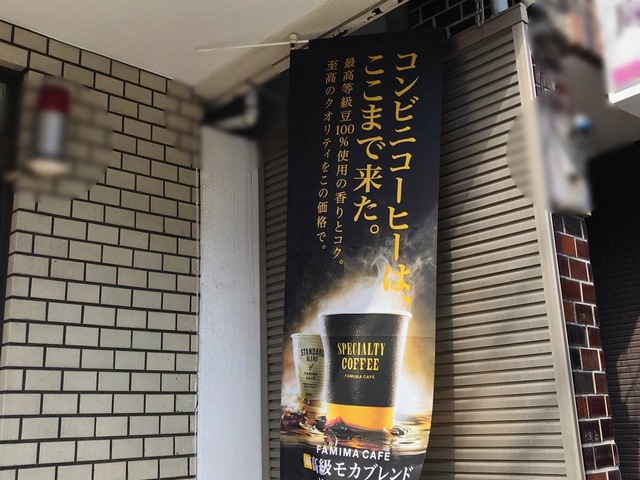 コンビニコーヒーは、
ここまで来た。
最高等級豆100%使用の香りとコク。
至高のクオリティをこの価格で。
STANDARD
BLEND
FAMIMA
CAFÉ
SPECIALTY
COFFEE
FAMIMA CAFÉ
FAMIMA CAFÉ
高級モカブレンド